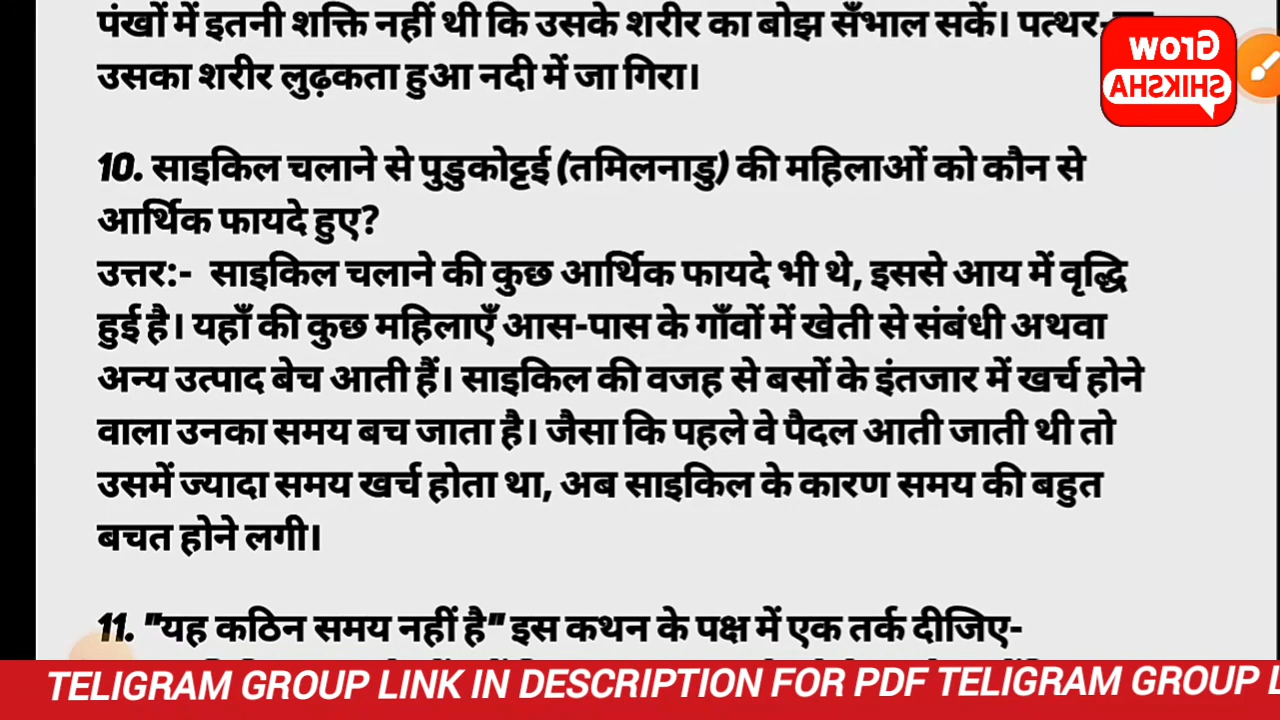 पंखों में इतनी शक्ति नहीं थी कि उसके शरीर का बोझ सँभाल सकें। पत्थर-
उसका शरीर लुढ़कता हुआ नदी में जा गिरा।
Grow
SHIKSHA
10. साइकिल चलाने से पुडुकोट्टई (तमिलनाडु) की महिलाओं को कौन से
आर्थिक फायदे हुए?
उत्तर:- साइकिल चलाने की कुछ आर्थिक फायदे भी थे, इससे आय में वृद्धि
हुई है। यहाँ की कुछ महिलाएँ आस-पास के गाँवों में खेती से संबंधी अथवा
अन्य उत्पाद बेच आती हैं। साइकिल की वजह से बसों के इंतजार में खर्च होने
वाला उनका समय बच जाता है। जैसा कि पहले वे पैदल आती जाती थी तो
उसमें ज्यादा समय खर्च होता था, अब साइकिल के कारण समय की बहुत
बचत होने लगी।
11. "यह कठिन समय नहीं है" इस कथन के पक्ष में एक तर्क दीजिए-
TELIGRAM GROUP LINK IN DESCRIPTION FOR PDF TELIGRAM GROUP